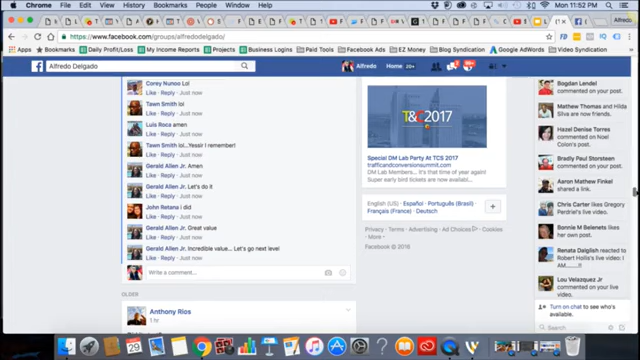 Chrome File Edit View History Bookmarks People Window Help
Mon 11:52 PM
Alfredo
https://www.facebook.com/groups/alfredodelgado/
Apps Bookmarks Daily Profit/Loss My Tracking Projects Business Listing Paid Tools EZ Money Blog Syndication Google AdWords Other Bookmarks
Alfredo Delgado
Alfredo Home 20+
Corey Nunoo Lol
Like · Reply · Just now
Tawn Smith lol
Like · Reply · Just now
Luis Roca amen
Like · Reply · Just now
Tawn Smith lol...Yessir I remember!
Like · Reply · Just now
Gerald Allen Jr. Amen
Like · Reply · Just now
Gerald Allen Jr. Let's do it
Like · Reply · Just now
John Retana i did
Like · Reply · Just now
Gerald Allen Jr. Great value
Like · Reply · Just now
Gerald Allen Jr. Incredible value... Let's go next level
Like · Reply · Just now
Write a comment...
OLDER
Anthony Rios
1 hr
T&C 2017
Special DM Lab Party At TCS 2017
trafficandconversionsummit.com
DM Lab Members... It's that time of year again!
Super early bird tickets are now availabl...
English (US) · Español · Português (Brasil) ·
Français (France) · Deutsch
Privacy · Terms · Advertising · Ad Choices · Cookies ·
More
Facebook © 2016
Bogdan Lendel
commented on your post.
Mathew Thomas and Hilda
Silva are now friends.
Hazel Denise Torres
commented on Noel
Colon's post.
Bradly Paul Storsteen
commented on your post.
Aaron Mathew Finkel
shared a link.
Chris Carter likes Gregory
Perdriel's video.
Bonnie M Belenets likes
her own post.
Renata Dalglish reacted
to Robert Hollis's live video: I
AM......!!
Lou Velazquez Jr
commented on your live
video.
Turn on chat to see who's
available.
Search
29